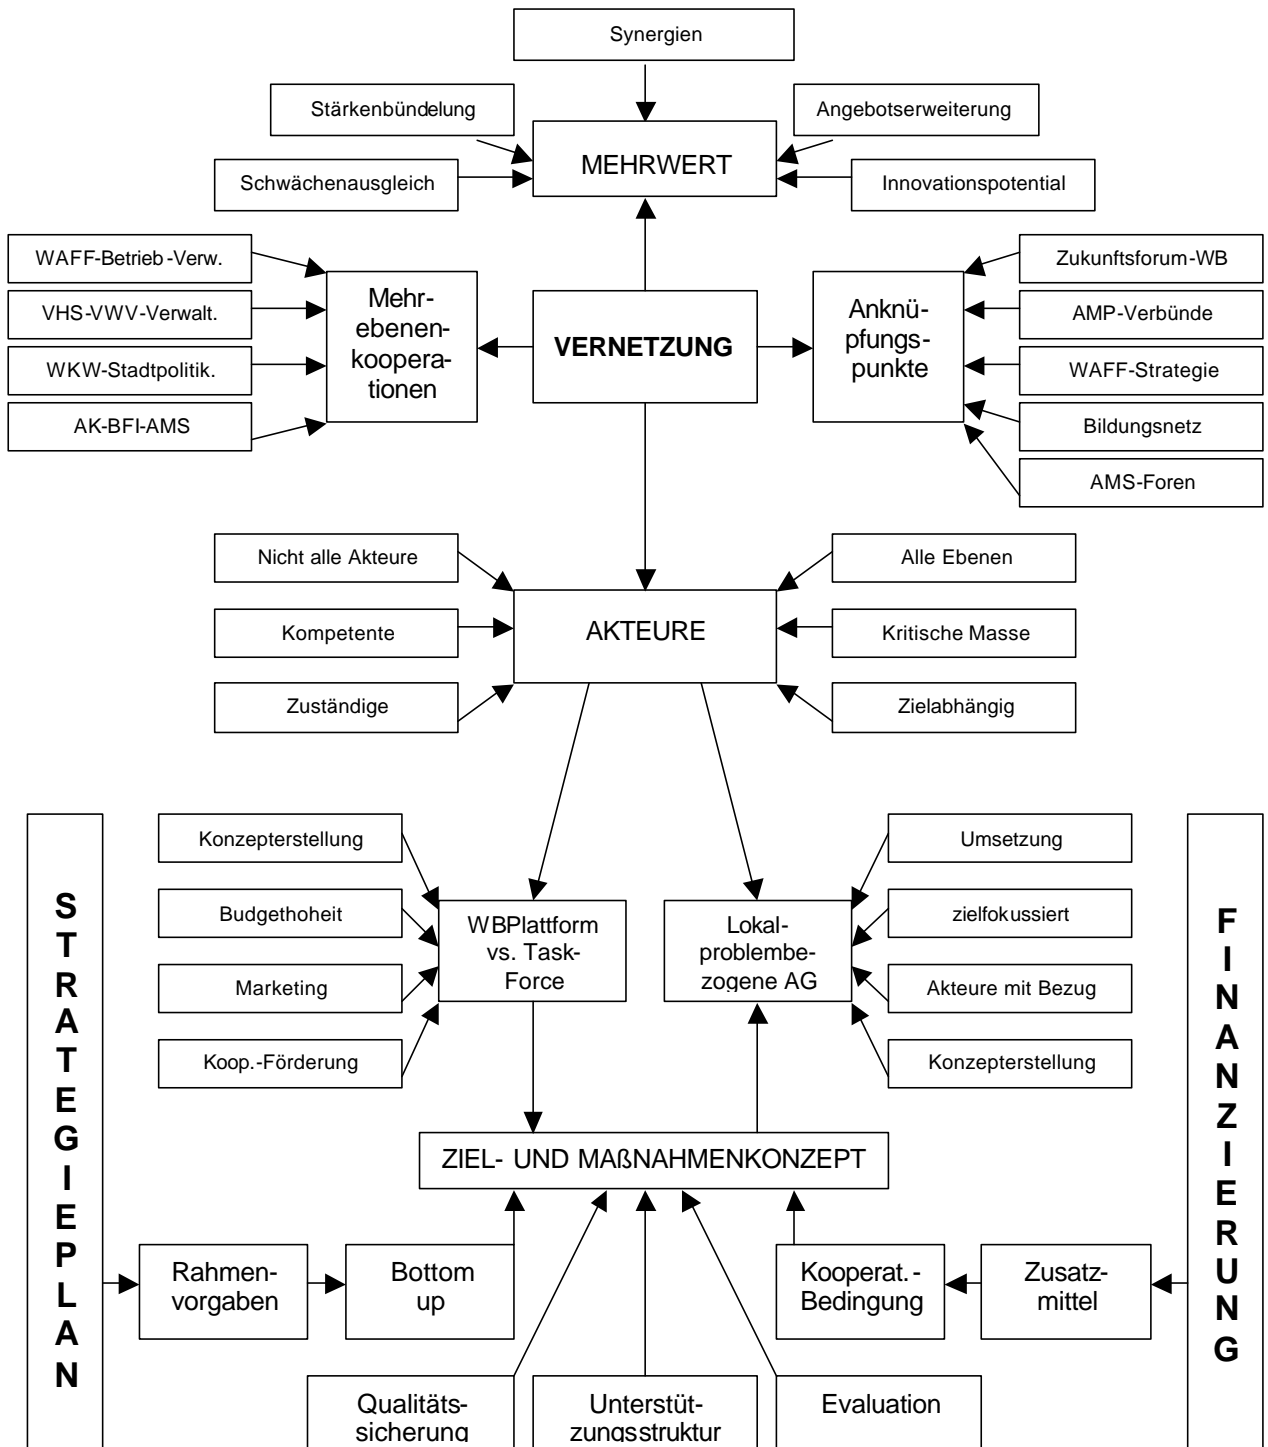 Synergien
Stärkenbündelung
Angebotserweiterung
MEHRWERT
Schwächenausgleich
Innovationspotential
WAFF-Betrieb-Verw.
VHS-VWV-Verwalt.
WKW-Stadtpolitik.
AK-BFI-AMS
Mehr-
ebenen-
koopera-
tionen
VERNETZUNG
Anknü-
pfungs-
punkte
Zukunftsforum-WB
AMP-Verbünde
WAFF-Strategie
Bildungsnetz
AMS-Foren
Nicht alle Akteure
Kompetente
Zuständige
AKTEURE
Alle Ebenen
Kritische Masse
Zielabhängig
STRATEGIEPLAN
Konzepterstellung
Budgethoheit
Marketing
Koop.-Förderung
WBPlattform
vs. Task-
Force
Lokal-
problembe-
zogene AG
Umsetzung
zielfokussiert
Akteure mit Bezug
Konzepterstellung
FINANZIERUNG
ZIEL- UND MAßNAHMENKONZEPT
Rahmen-
vorgaben
Bottom
up
Kooperat.-
Bedingung
Zusatz-
mittel
Qualitäts-
sicherung
Unterstüt-
zungsstruktur
Evaluation